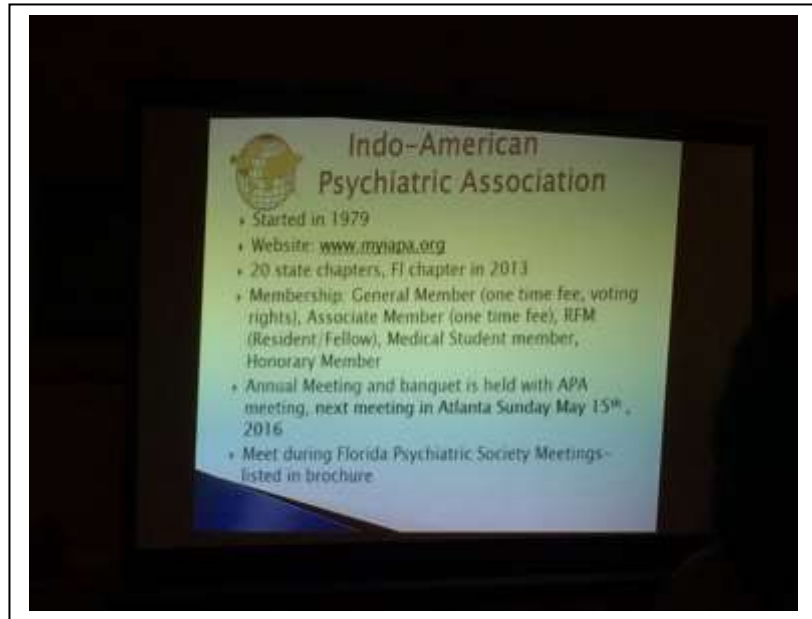 Indo-American
Psychiatric Association
Started in 1979
Website: www.myiapa.org
20 state chapters, Fl chapter in 2013
Membership: General Member (one time fee, voting
rights), Associate Member (one time fee), RFM
(Resident/Fellow), Medical Student member,
Honorary Member
Annual Meeting and banquet is held with APA
meeting, next meeting in Atlanta Sunday May 15th,
2016
Meet during Florida Psychiatric Society Meetings-
listed in brochure